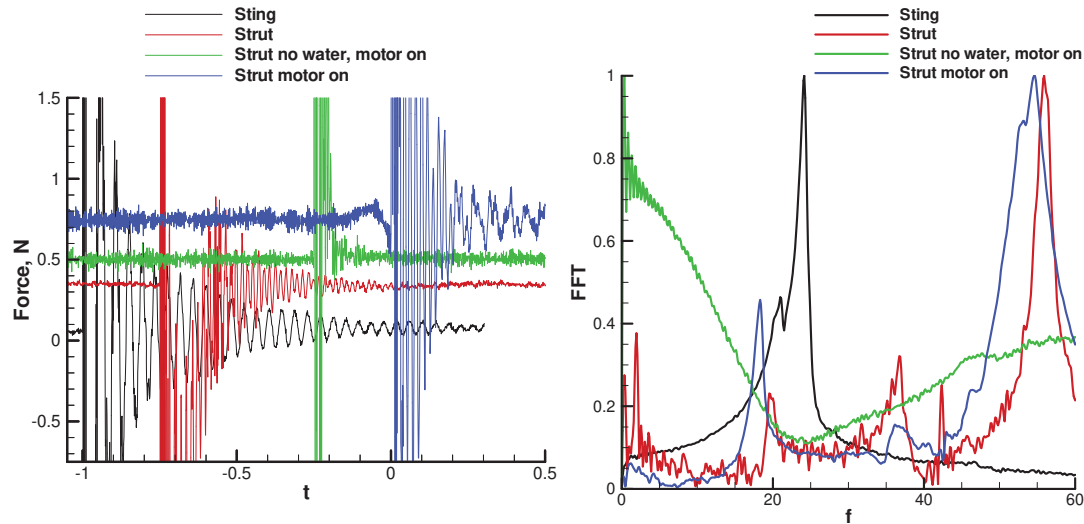 Sting
Strut
Strut no water, motor on
Strut motor on
1.5
1
0.5
0
-0.5
Force, N
-1
-0.5
0
0.5
t
Sting
Strut
Strut no water, motor on
Strut motor on
1
0.8
0.6
0.4
0.2
0
FFT
0
20
40
60
f